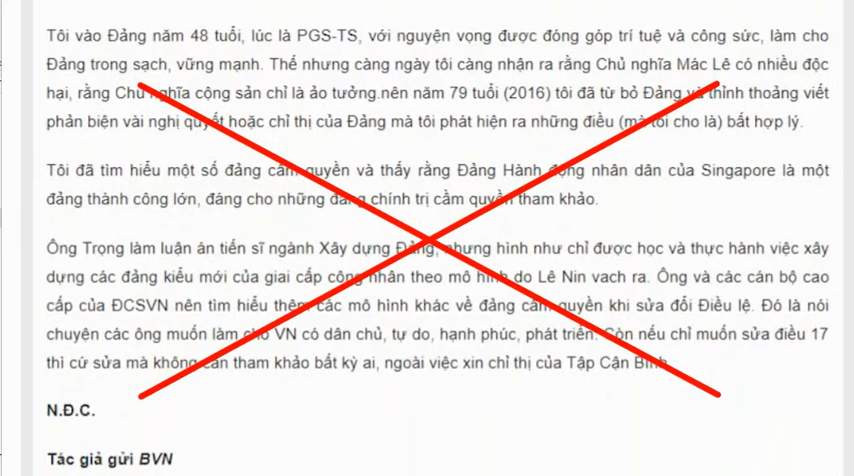 Tôi vào Đảng năm 48 tuổi, lúc là PGS-TS, với nguyện vọng được đóng góp trí tuệ và công sức, làm cho
Đảng trong sạch, vững mạnh. Thế nhưng càng ngày tôi càng nhận ra rằng Chủ nghĩa Mác Lê có nhiều độc
hại, rằng Chủ nghĩa cộng sản chỉ là ảo tưởng.nên năm 79 tuổi (2016) tôi đã từ bỏ Đảng và thỉnh thoảng viết
phản biện vài nghị quyết hoặc chỉ thị của Đảng mà tôi phát hiện ra những điều (mà tôi cho là) bất hợp lý.
Tôi đã tìm hiểu một số đảng cầm quyền và thấy rằng Đảng Hành động nhân dân của Singapore là một
đảng thành công lớn, đáng cho những đảng chính trị cầm quyền tham khảo.
Ông Trọng làm luận án tiến sĩ ngành Xây dựng Đảng, nhưng hình như chỉ được học và thực hành việc xây
dựng các đảng kiểu mới của giai cấp công nhân theo mô hình do Lê Nin vach ra. Ông và các cán bộ cao
cấp của ĐCSVN nên tìm hiểu thêm các mô hình khác về đảng cầm quyền khi sửa đổi Điều lệ. Đó là nói
chuyện các ông muốn làm cho VN có dân chủ, tự do, hạnh phúc, phát triển. Còn nếu chỉ muốn sửa điều 17
thì cứ sửa mà không cần tham khảo bất kỳ ai, ngoài việc xin chỉ thị của Tập Cận Bình.
N.Đ.C.
Tác giả gửi BVN